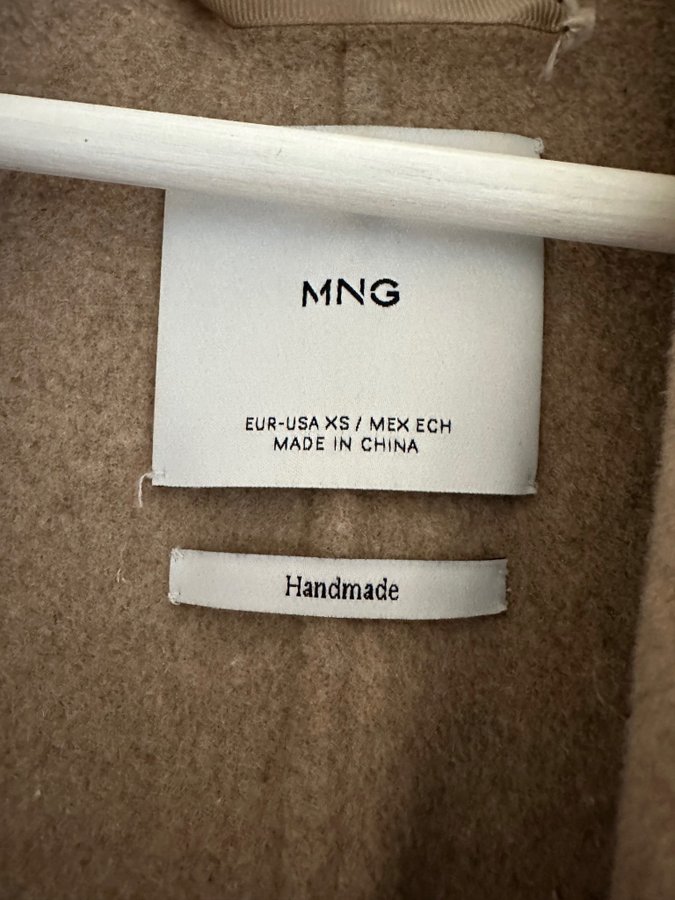 MNG
EUR-USA XS / MEX ECH
MADE IN CHINA
Handmade